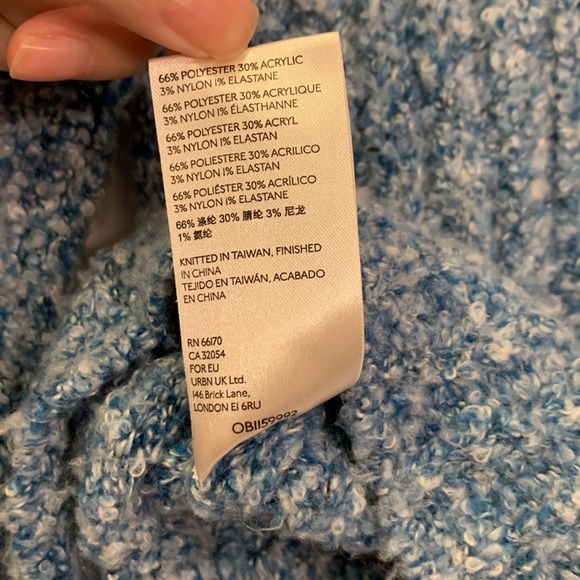 66% POLYESTER 30% ACRYLIC
3% NYLON 1% ELASTANE
66% POLYESTER 30% ACRYLIQUE
3% NYLON 1% ÉLASTHANNE
66% POLYESTER 30% ACRYL
3% NYLON 1% ELASTAN
66% POLIESTERE 30% ACRILICO
3% NYLON 1% ELASTAN
66% POLIÉSTER 30% ACRÍLICO
3% NYLON 1% ELASTANE
66% 涤纶 30% 腈纶 3% 尼龙
1% 氨纶
KNITTED IN TAIWAN, FINISHED
IN CHINA
TEJIDO EN TAIWÁN, ACABADO
EN CHINA
RN 66170
CA 32054
FOR EU
URBN UK Ltd.
146 Brick Lane,
LONDON E1 6RU
OB1159992